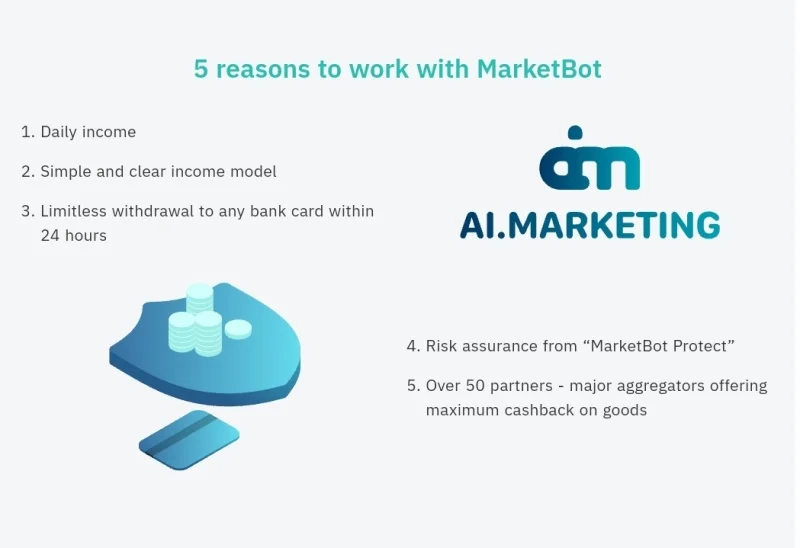 5 reasons to work with MarketBot
1. Daily income
2. Simple and clear income model
3. Limitless withdrawal to any bank card within
24 hours
aim
AI.MARKETING
4. Risk assurance from “MarketBot Protect”
5. Over 50 partners - major aggregators offering
maximum cashback on goods